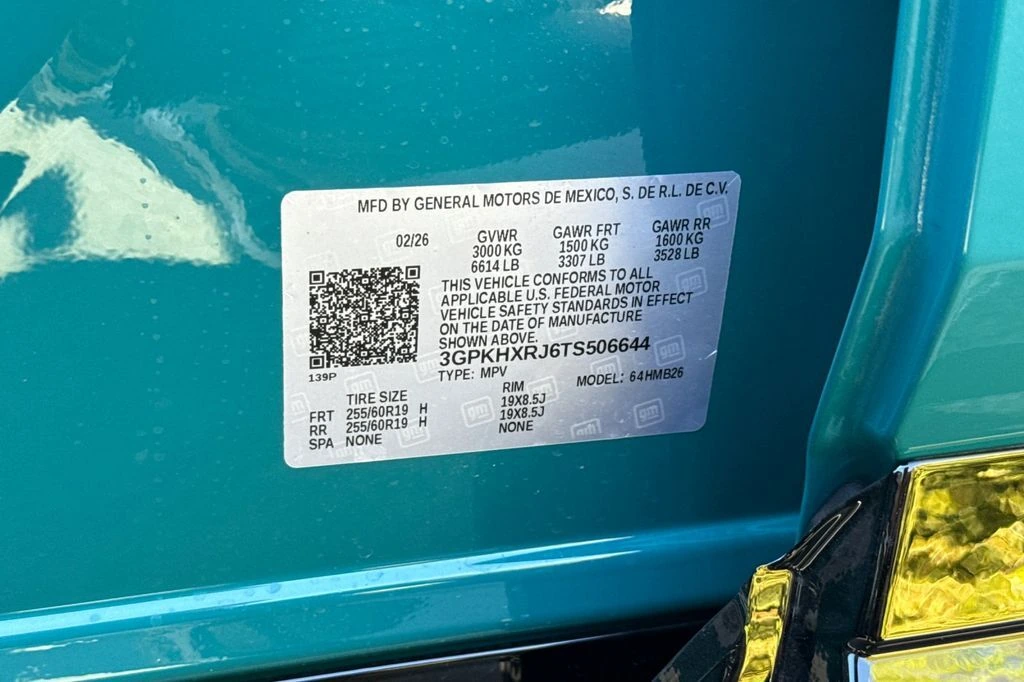 MFD BY GENERAL MOTORS DE MEXICO, S. DE R.L. DE C.V.
02/26 GVWR GAWR FRT GAWR RR
3000 KG 1500 KG 1600 KG
6614 LB 3307 LB 3528 LB
THIS VEHICLE CONFORMS TO ALL
APPLICABLE U.S. FEDERAL MOTOR
VEHICLE SAFETY STANDARDS IN EFFECT
ON THE DATE OF MANUFACTURE
SHOWN ABOVE.
3GPKHXRJ6TS506644
139P
TYPE: MPV MODEL: 64HMB26
TIRE SIZE RIM
FRT 255/60R19 H 19X8.5J
RR 255/60R19 H 19X8.5J
SPA NONE NONE